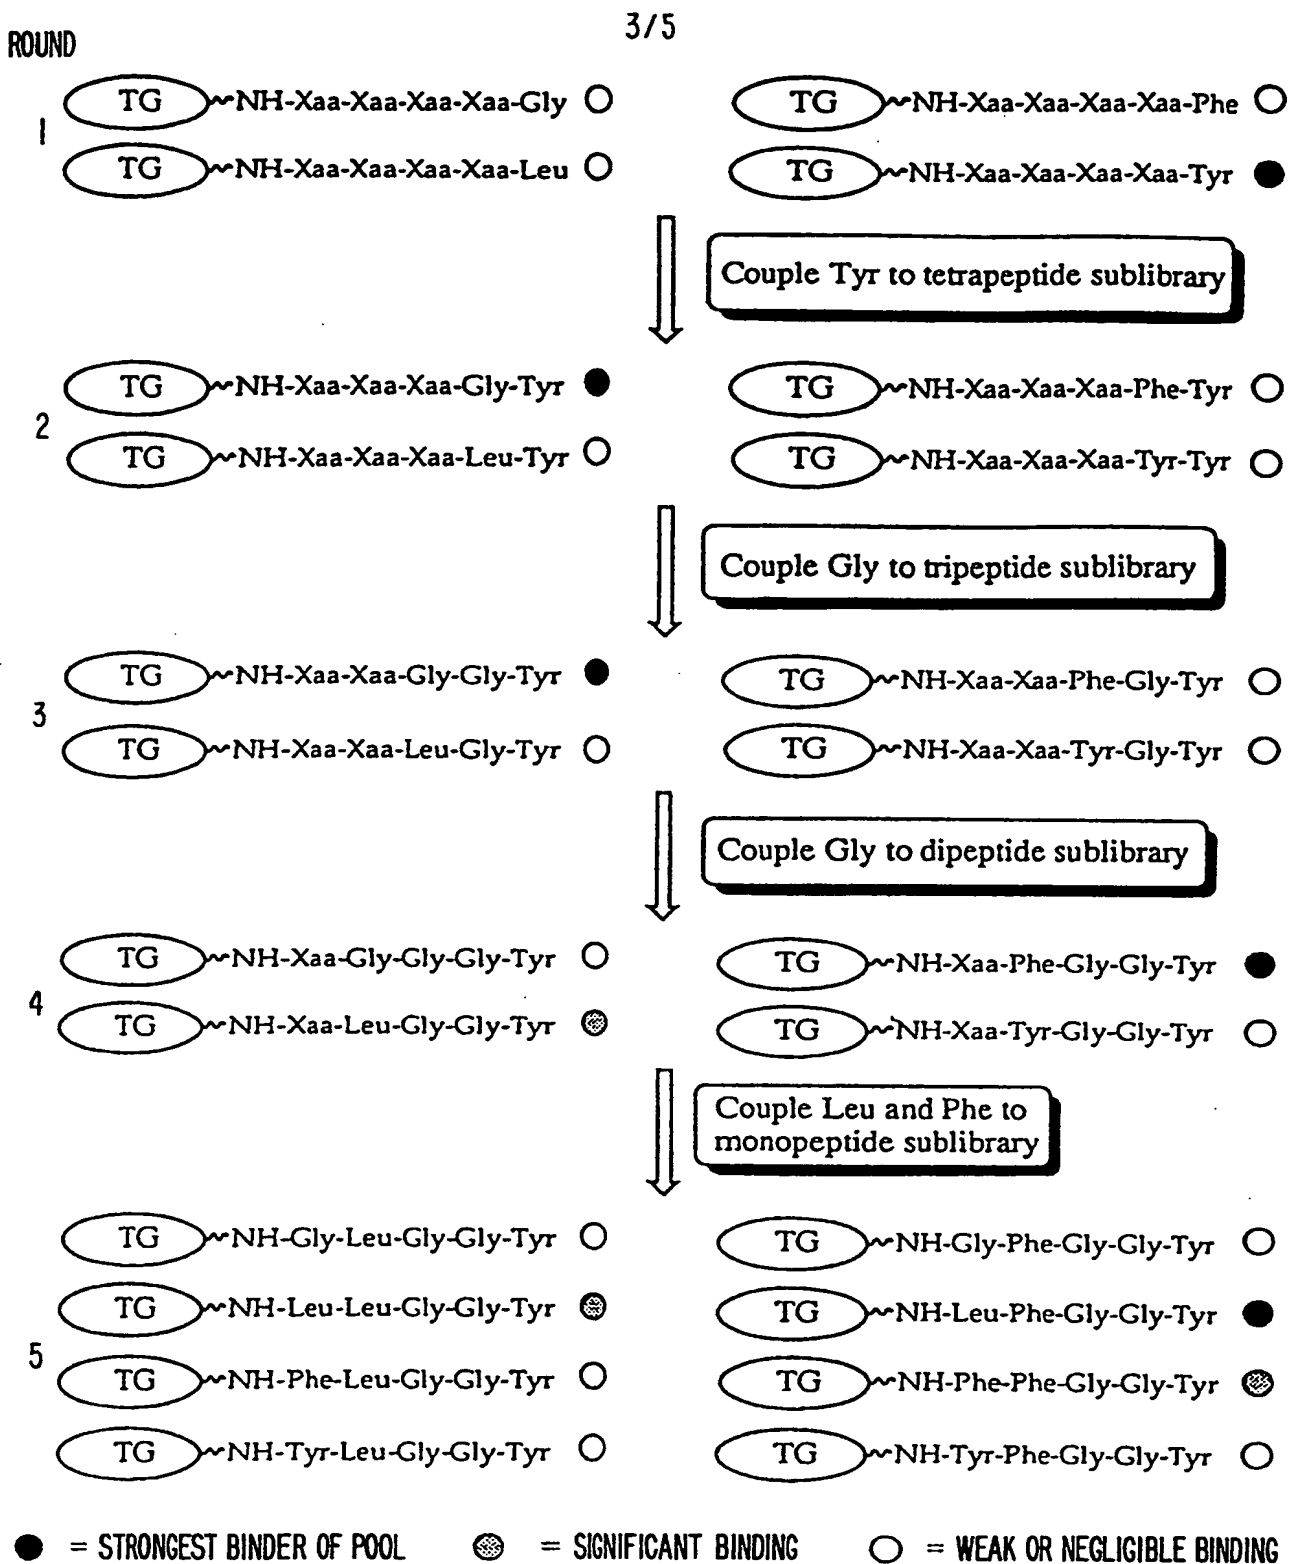 3/5
ROUND
TG ~NH-Xaa-Xaa-Xaa-Xaa-Gly
TG ~NH-Xaa-Xaa-Xaa-Xaa-Phe
1
TG ~NH-Xaa-Xaa-Xaa-Xaa-Leu
TG ~NH-Xaa-Xaa-Xaa-Xaa-Tyr
Couple Tyr to tetrapeptide sublibrary
TG ~NH-Xaa-Xaa-Xaa-Gly-Tyr
TG ~NH-Xaa-Xaa-Xaa-Phe-Tyr
2
TG ~NH-Xaa-Xaa-Xaa-Leu-Tyr
TG ~NH-Xaa-Xaa-Xaa-Tyr-Tyr
Couple Gly to tripeptide sublibrary
TG ~NH-Xaa-Xaa-Gly-Gly-Tyr
TG ~NH-Xaa-Xaa-Phe-Gly-Tyr
3
TG ~NH-Xaa-Xaa-Leu-Gly-Tyr
TG ~NH-Xaa-Xaa-Tyr-Gly-Tyr
Couple Gly to dipeptide sublibrary
TG ~NH-Xaa-Gly-Gly-Gly-Tyr
TG ~NH-Xaa-Phe-Gly-Gly-Tyr
4
TG ~NH-Xaa-Leu-Gly-Gly-Tyr
TG ~NH-Xaa-Tyr-Gly-Gly-Tyr
Couple Leu and Phe to
monopeptide sublibrary
TG ~NH-Gly-Leu-Gly-Gly-Tyr
TG ~NH-Gly-Phe-Gly-Gly-Tyr
TG ~NH-Leu-Leu-Gly-Gly-Tyr
TG ~NH-Leu-Phe-Gly-Gly-Tyr
5
TG ~NH-Phe-Leu-Gly-Gly-Tyr
TG ~NH-Phe-Phe-Gly-Gly-Tyr
TG ~NH-Tyr-Leu-Gly-Gly-Tyr
TG ~NH-Tyr-Phe-Gly-Gly-Tyr
= STRONGEST BINDER OF POOL = SIGNIFICANT BINDING = WEAK OR NEGLIGIBLE BINDING